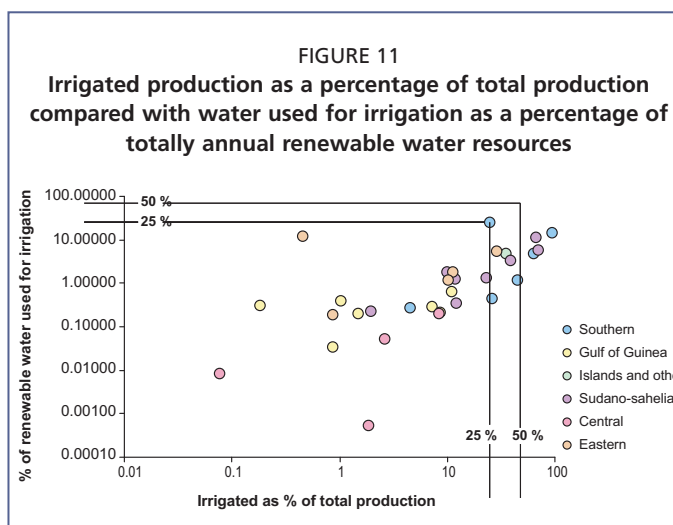 FIGURE 11
Irrigated production as a percentage of total production
compared with water used for irrigation as a percentage of
totally annual renewable water resources
% of renewable water used for irrigation
100.00000
10.00000
1.00000
0.10000
0.01000
0.00100
0.00010
50 %
25 %
25 %
50 %
0.01
0.1
1
10
100
Irrigated as % of total production
Southern
Gulf of Guinea
Islands and othe
Sudano-sahelia
Central
Eastern